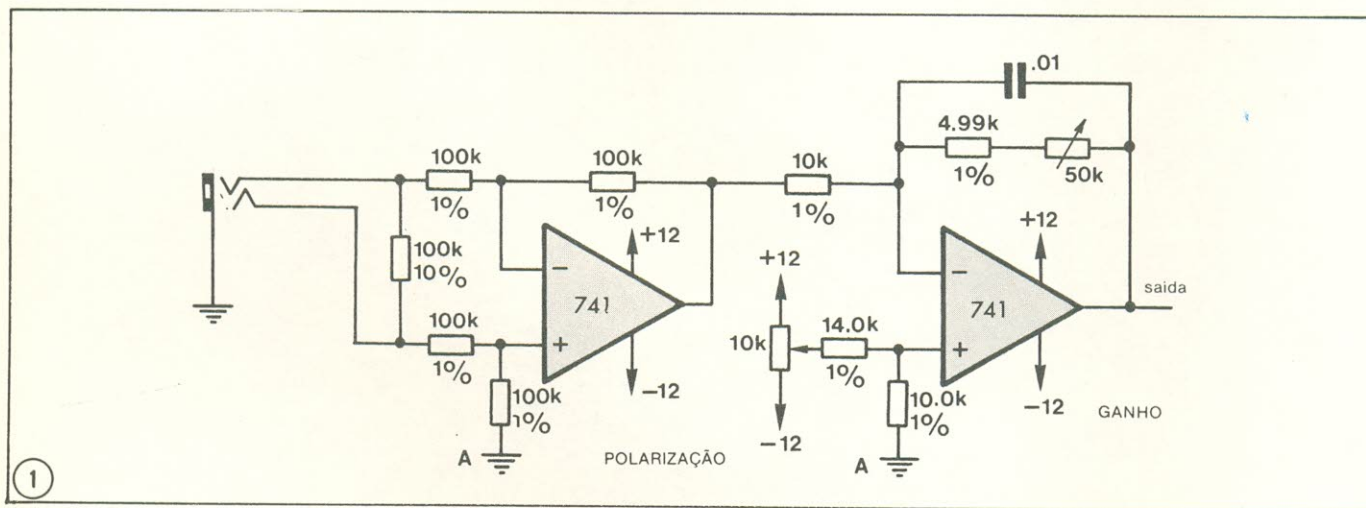 .01
4.99k
1%
50k
100k
1%
100k
1%
10k
1%
100k
10%
100k
1%
100k
1%
A
−
741
+
+12
−12
POLARIZAÇÃO
+12
10k
−12
14.0k
1%
10.0k
1%
A
−
741
+
+12
−12
saida
GANHO
1